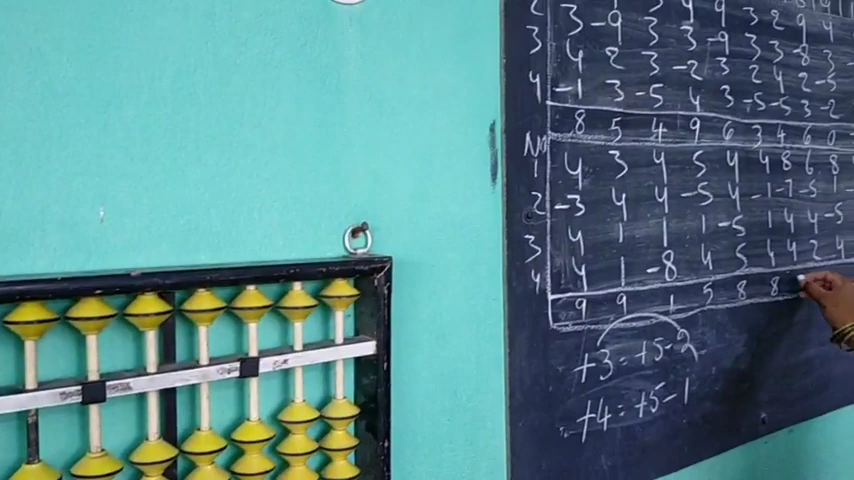 3 -9 3 3 -9 3 3 -8 3
4 2 3 -2 3 2 4 2 -5
4 -1 3 -5 4 3 -5 -5 3 -2
8 5 4 9 6 3 4 6 0
No
1 4 3 4 5 4 4 8 6 8
2 -3 4 4 -5 4 -1 -7 -5 1
3 4 1 1 1 -5 1 4 4 -5
4 4 1 -8 4 5 4 4 2 4
9 9 1 5 8 8
+3 = +5-2
+4 = +5-1